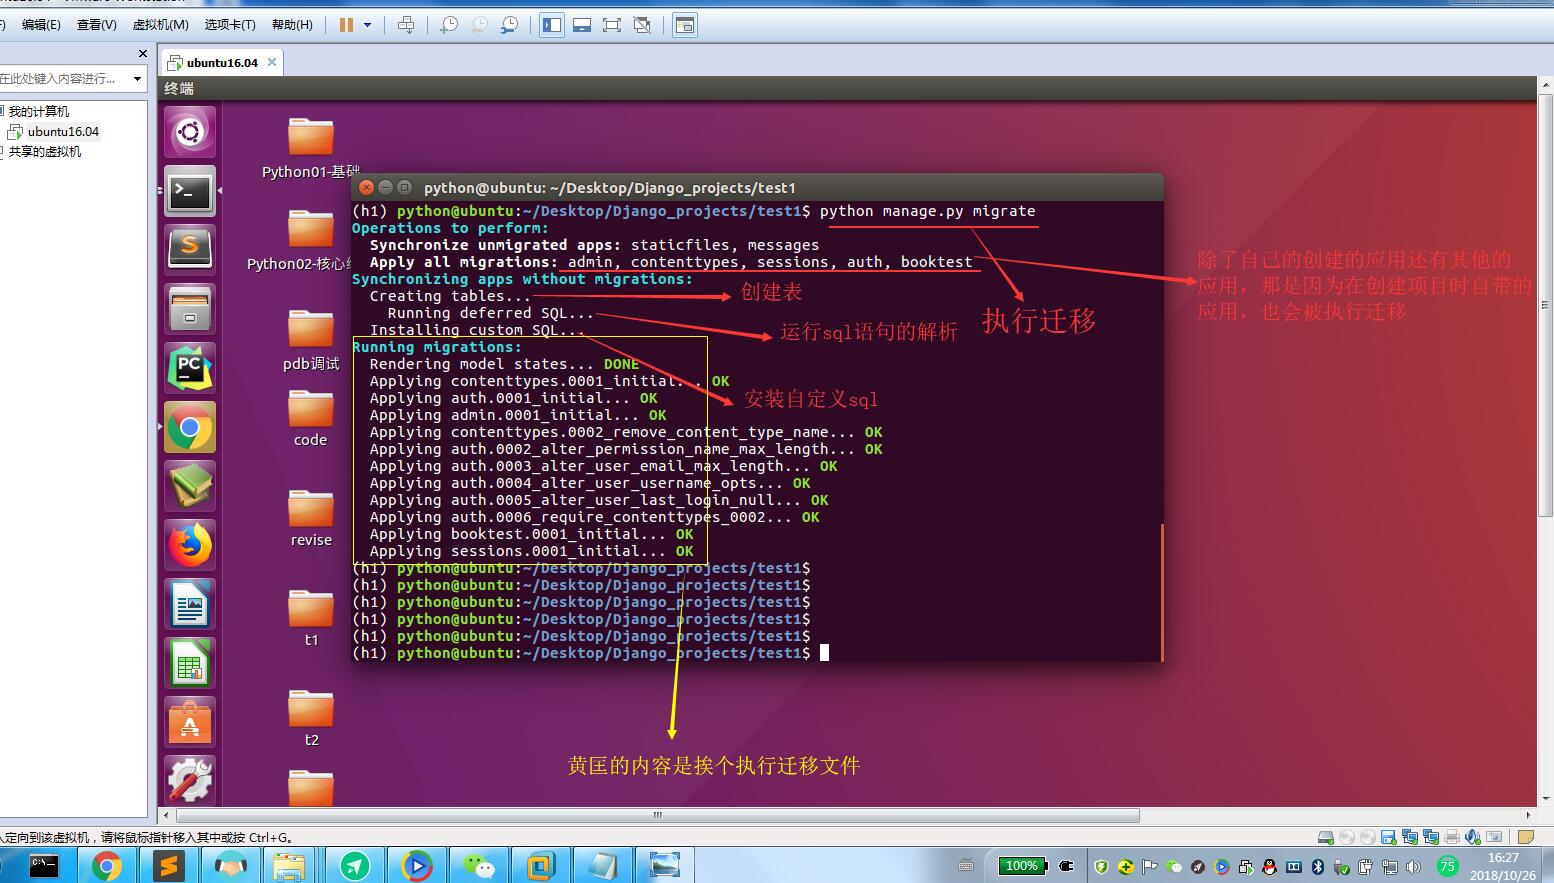 编辑(E) 查看(V) 虚拟机(M) 选项卡(T) 帮助(H)
ubuntu16.04
在此处键入内容进行...
终端
我的计算机
ubuntu16.04
共享的虚拟机
Python01-基础
python@ubuntu: ~/Desktop/Django_projects/test1
(h1) python@ubuntu:~/Desktop/Django_projects/test1$ python manage.py migrate
Operations to perform:
Synchronize unmigrated apps: staticfiles, messages
Apply all migrations: admin, contenttypes, sessions, auth, booktest
Synchronizing apps without migrations:
Creating tables...
Running deferred SQL...
Installing custom SQL...
Running migrations:
Rendering model states... DONE
Applying contenttypes.0001_initial... OK
Applying auth.0001_initial... OK
Applying admin.0001_initial... OK
Applying contenttypes.0002_remove_content_type_name... OK
Applying auth.0002_alter_permission_name_max_length... OK
Applying auth.0003_alter_user_email_max_length... OK
Applying auth.0004_alter_user_username_opts... OK
Applying auth.0005_alter_user_last_login_null... OK
Applying auth.0006_require_contenttypes_0002... OK
Applying booktest.0001_initial... OK
Applying sessions.0001_initial... OK
(h1) python@ubuntu:~/Desktop/Django_projects/test1$
(h1) python@ubuntu:~/Desktop/Django_projects/test1$
(h1) python@ubuntu:~/Desktop/Django_projects/test1$
(h1) python@ubuntu:~/Desktop/Django_projects/test1$
(h1) python@ubuntu:~/Desktop/Django_projects/test1$
(h1) python@ubuntu:~/Desktop/Django_projects/test1$
创建表
运行sql语句的解析
安装自定义sql
执行迁移
除了自己的创建的应用还有其他的
应用，那是因为在创建项目时自带的
应用，也会被执行迁移
黄匡的内容是挨个执行迁移文件
Python02-核心
pdb调试
code
revise
t1
t2
定向到该虚拟机，请将鼠标指针移入其中或按 Ctrl+G。
100%
75
16:27
2018/10/26